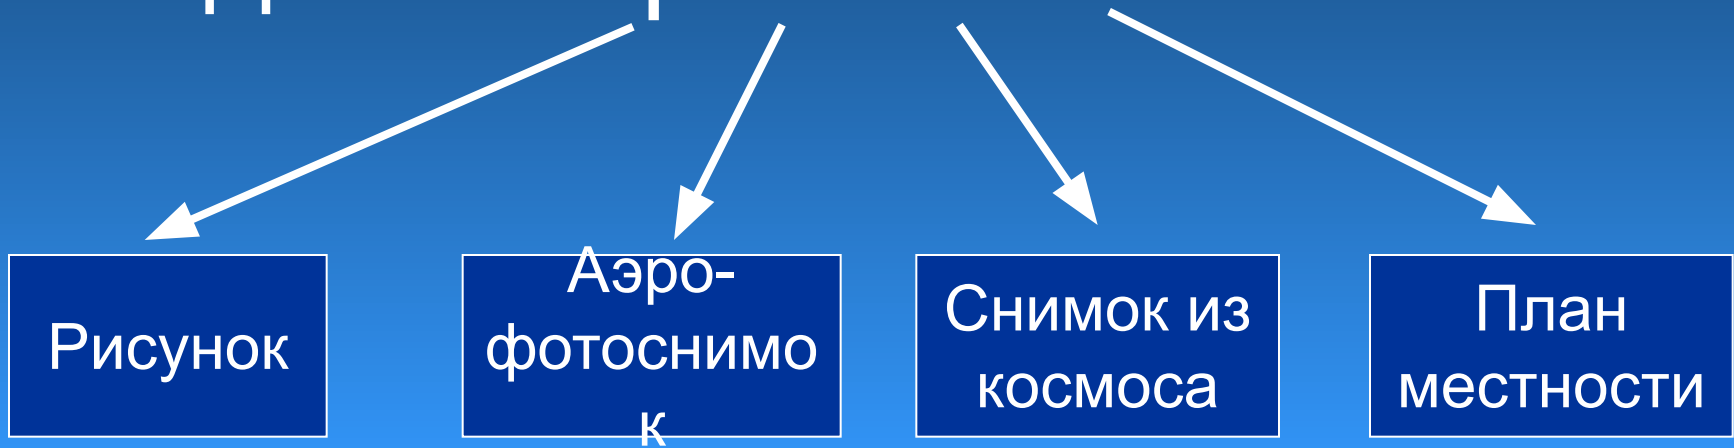 Рисунок
Аэро-
фотоснимо
к
Снимок из
космоса
План
местности